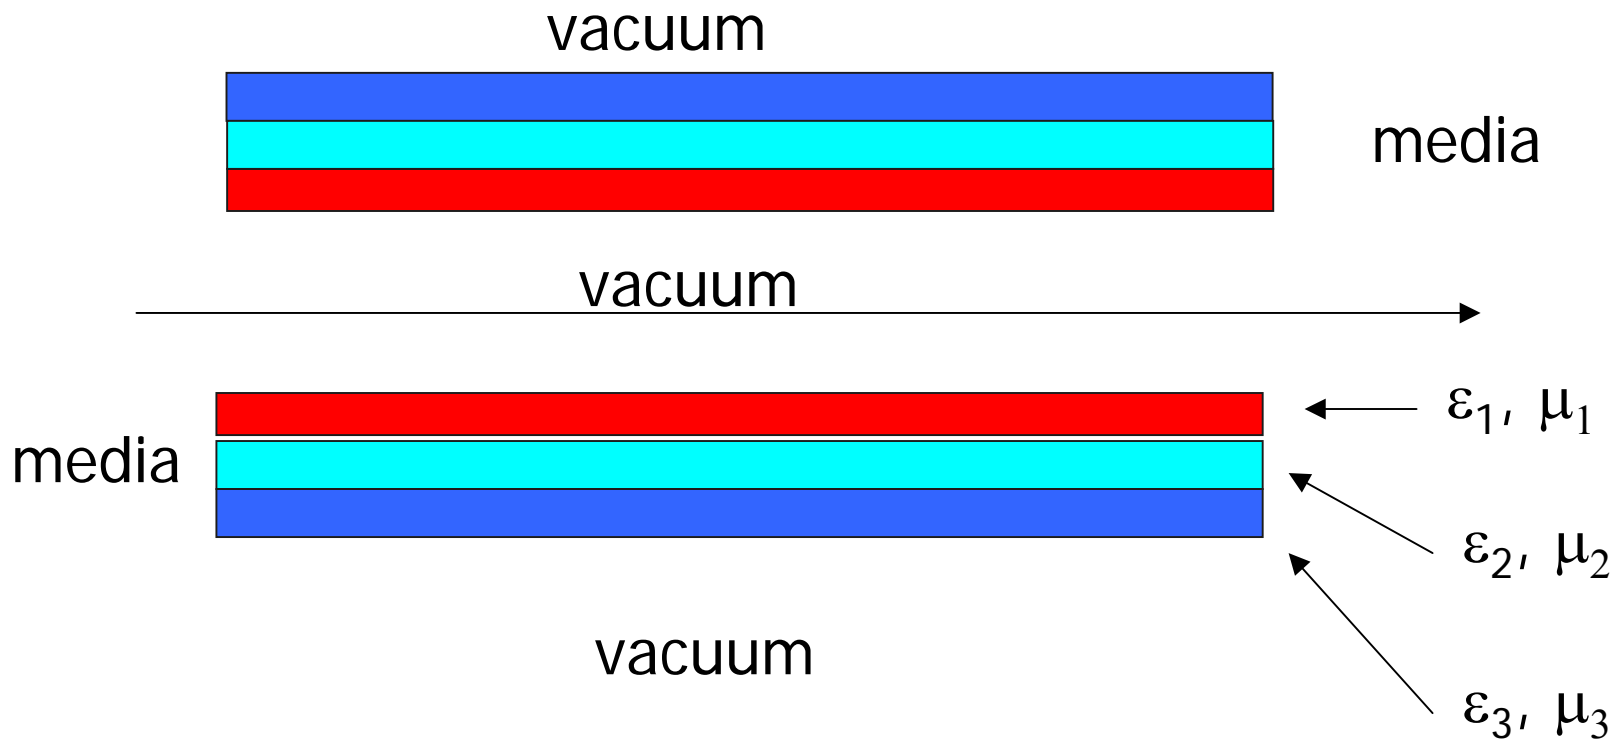 vacuum
media
vacuum
ε1, μ1
media
ε2, μ2
vacuum
ε3, μ3